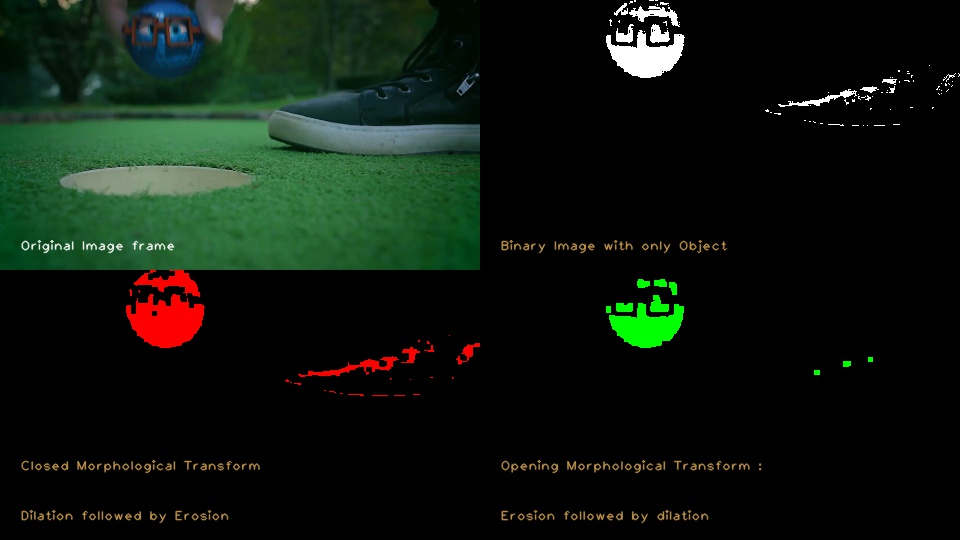 Original Image frame
Binary Image with only Object
Closed Morphological Transform
Dilation followed by Erosion
Opening Morphological Transform :
Erosion followed by dilation